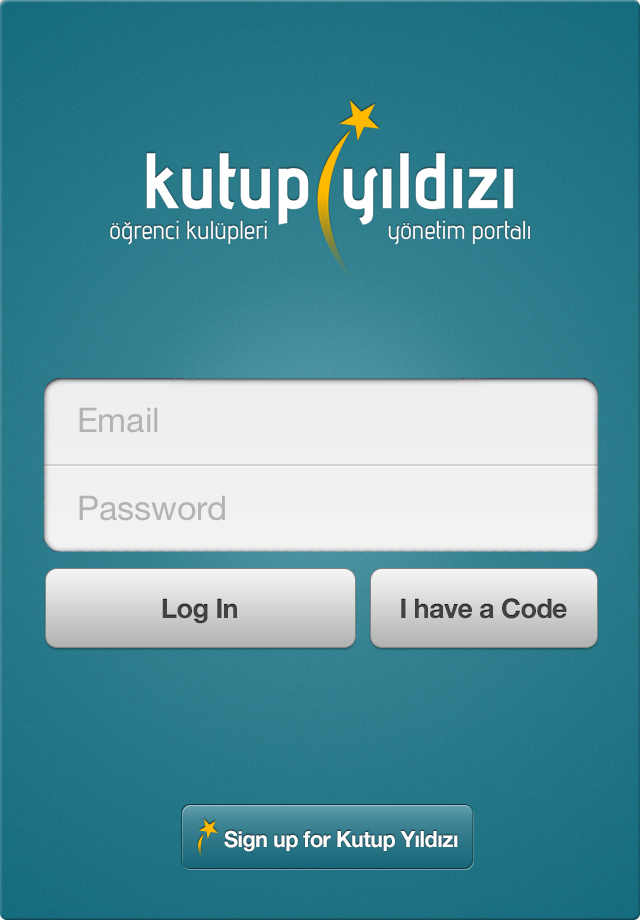 kutup yıldızı
öğrenci kulüpleri yönetim portalı
Email
Password
Log In I have a Code
Sign up for Kutup Yıldızı